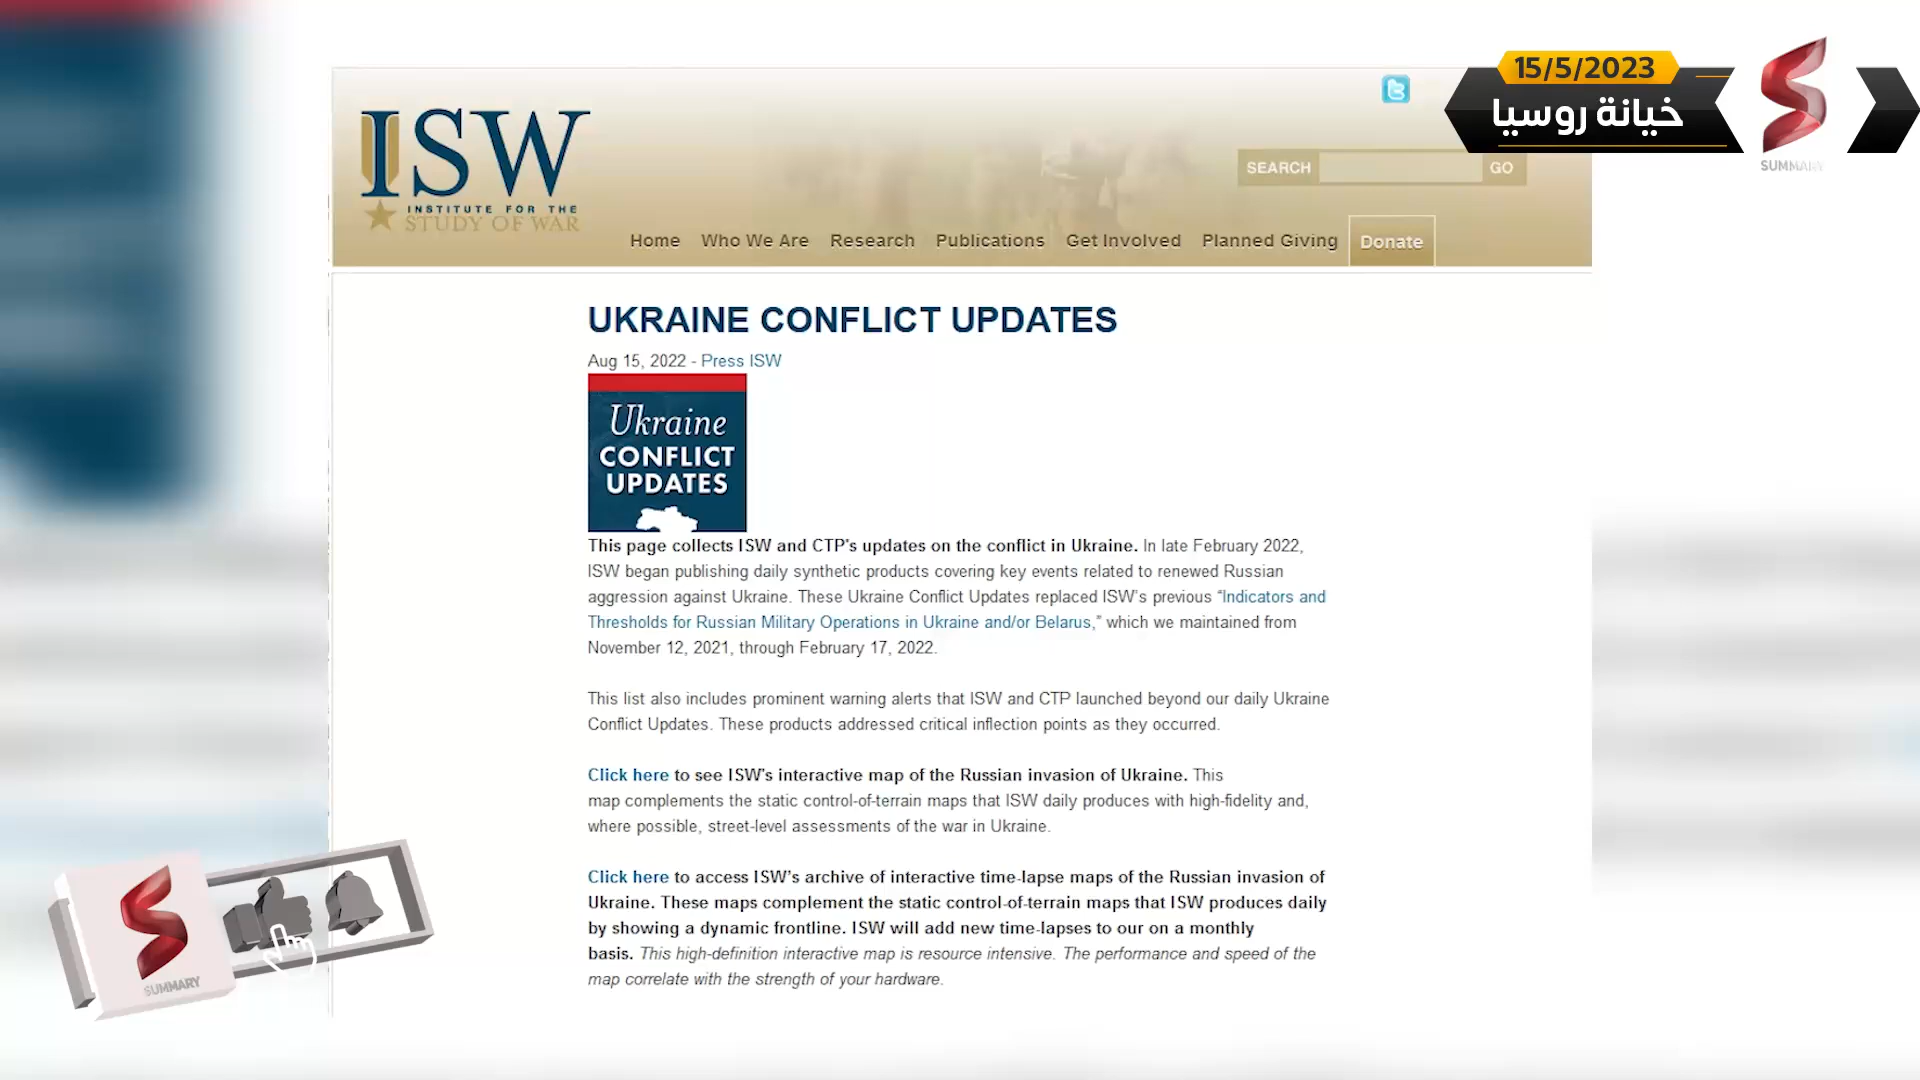 15/5/2023
خيانة روسيا
SUMMARY
ISW
INSTITUTE FOR THE
STUDY OF WAR
SEARCH GO
Home Who We Are Research Publications Get Involved Planned Giving Donate
UKRAINE CONFLICT UPDATES
Aug 15, 2022 - Press ISW
Ukraine
CONFLICT
UPDATES
This page collects ISW and CTP's updates on the conflict in Ukraine. In late February 2022,
ISW began publishing daily synthetic products covering key events related to renewed Russian
aggression against Ukraine. These Ukraine Conflict Updates replaced ISW's previous “Indicators and
Thresholds for Russian Military Operations in Ukraine and/or Belarus,” which we maintained from
November 12, 2021, through February 17, 2022.
This list also includes prominent warning alerts that ISW and CTP launched beyond our daily Ukraine
Conflict Updates. These products addressed critical inflection points as they occurred.
Click here to see ISW's interactive map of the Russian invasion of Ukraine. This
map complements the static control-of-terrain maps that ISW daily produces with high-fidelity and,
where possible, street-level assessments of the war in Ukraine.
Click here to access ISW's archive of interactive time-lapse maps of the Russian invasion of
Ukraine. These maps complement the static control-of-terrain maps that ISW produces daily
by showing a dynamic frontline. ISW will add new time-lapses to our on a monthly
basis. This high-definition interactive map is resource intensive. The performance and speed of the
map correlate with the strength of your hardware.
SUMMARY